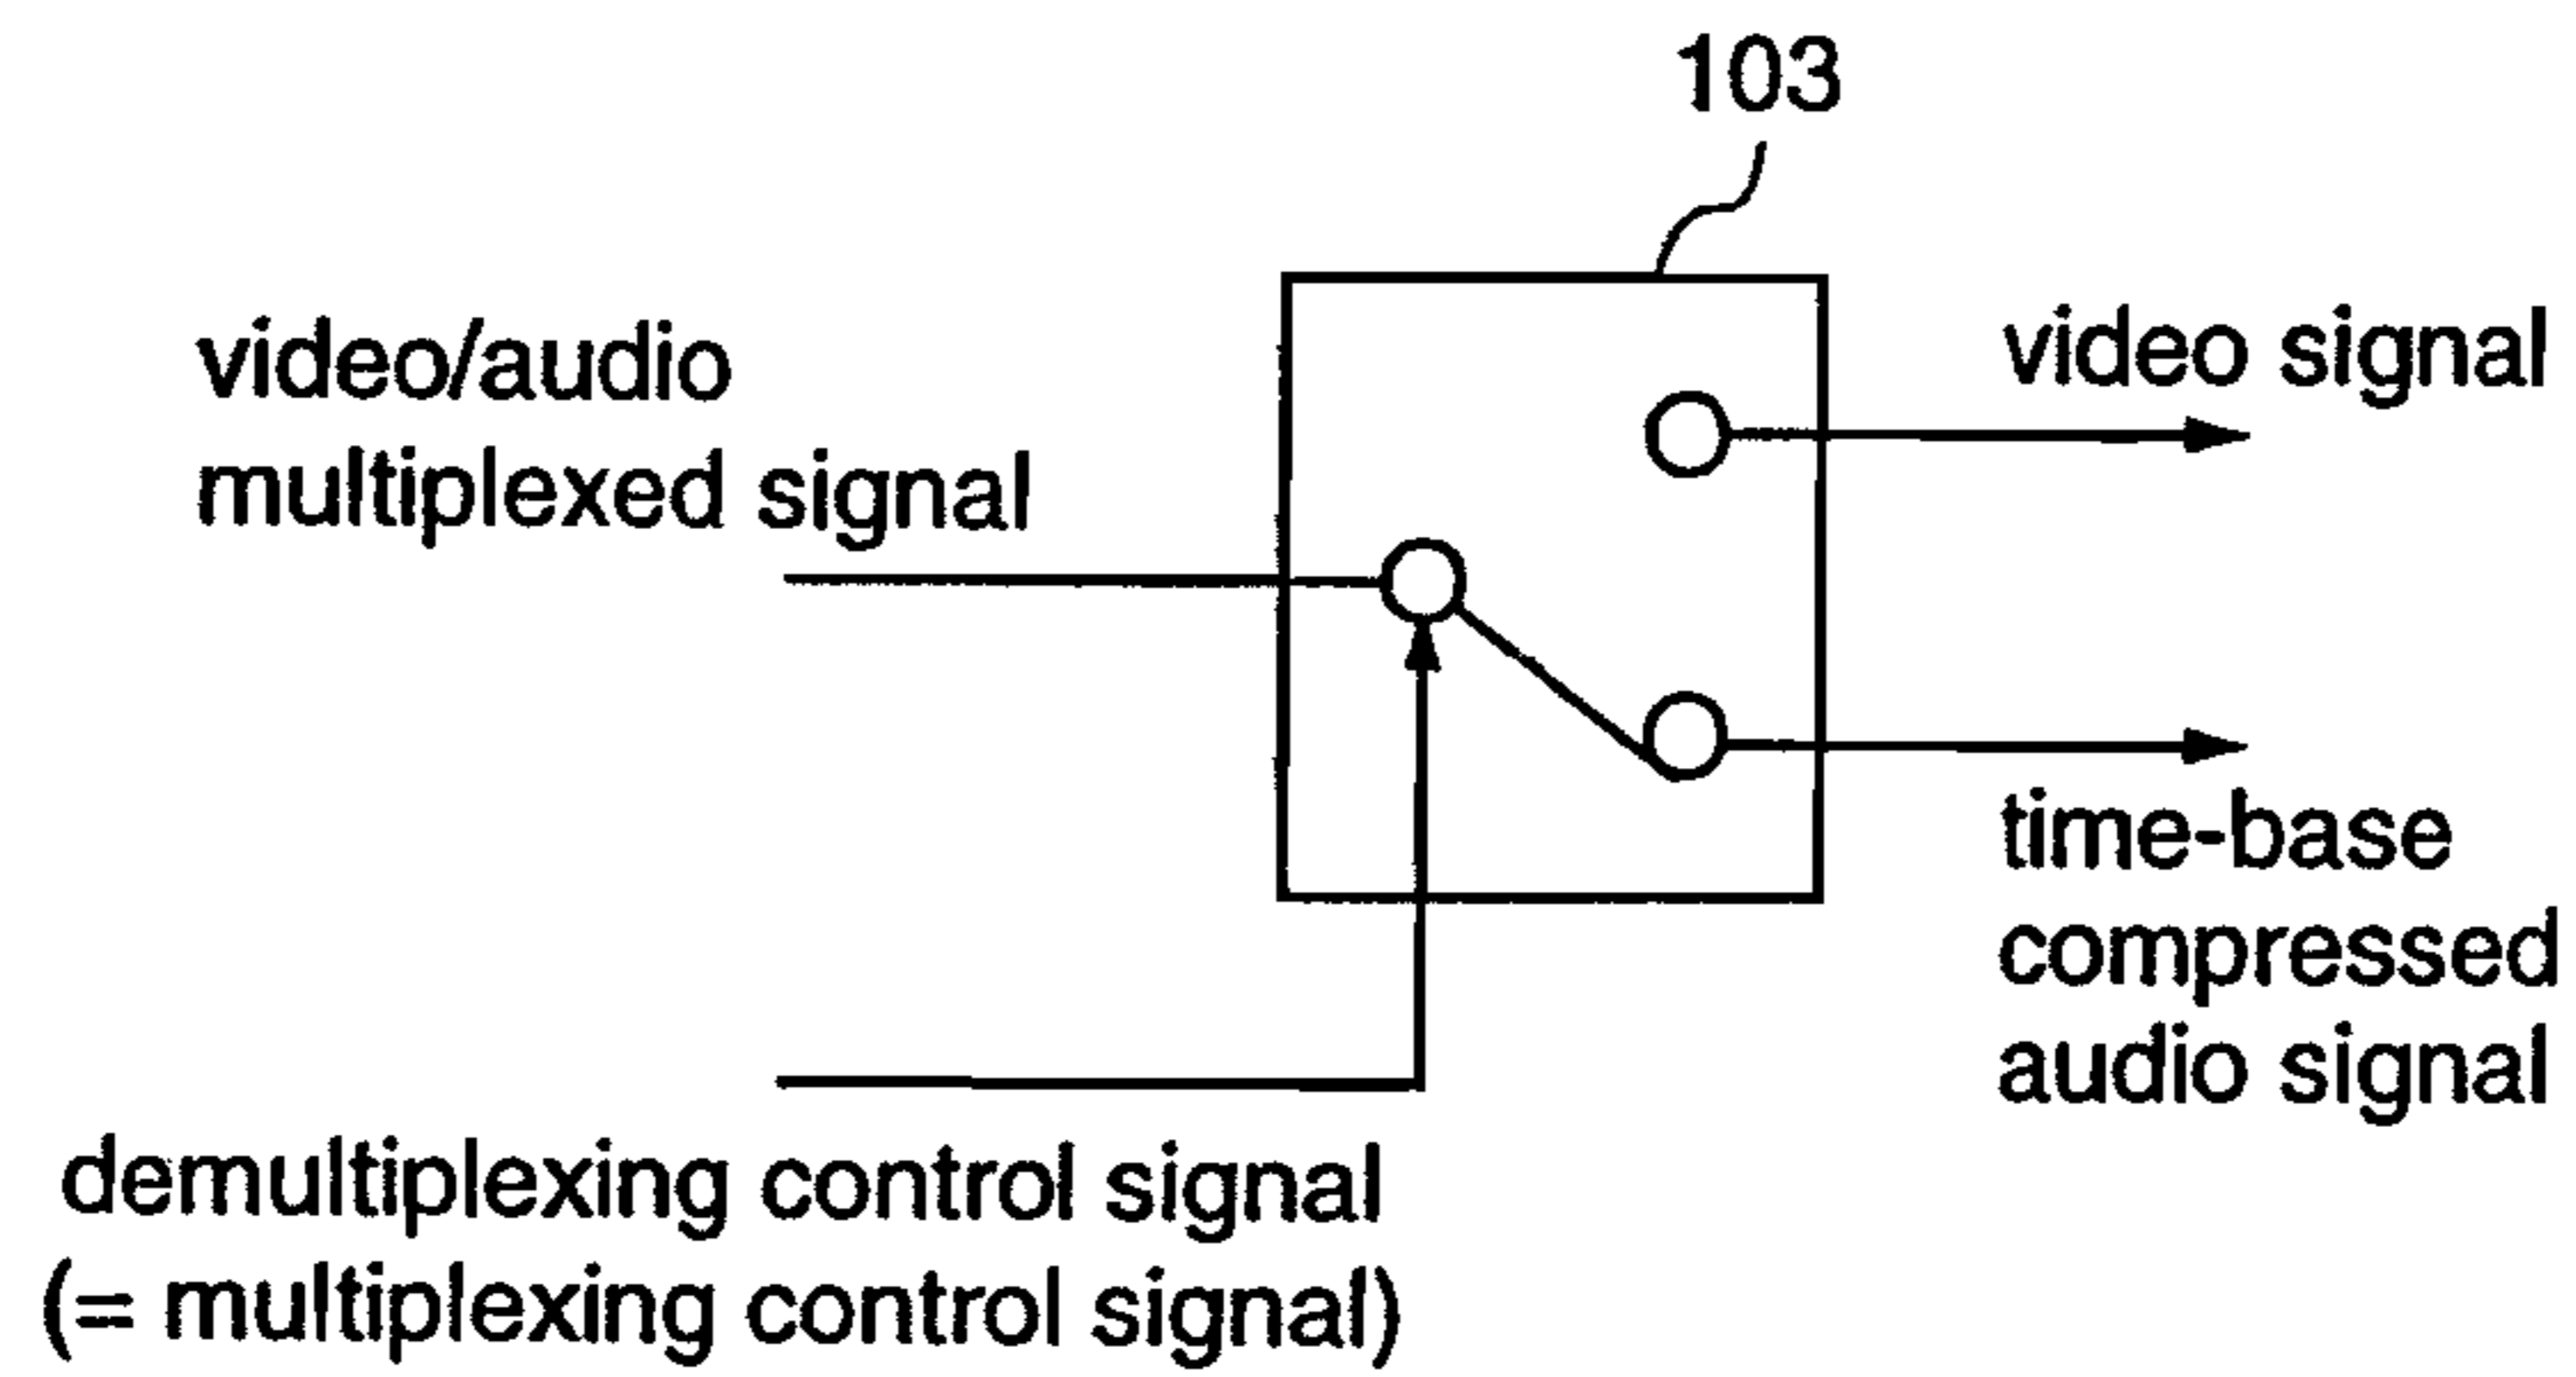 103
video/audio
multiplexed signal
video signal
time-base
compressed
audio signal
demultiplexing control signal
(= multiplexing control signal)